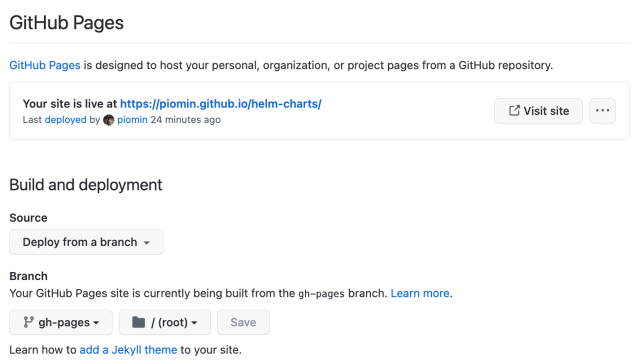 GitHub Pages
GitHub Pages is designed to host your personal, organization, or project pages from a GitHub repository.
Your site is live at https://piomin.github.io/helm-charts/
Last deployed by piomin 24 minutes ago
Visit site
Build and deployment
Source
Deploy from a branch
Branch
Your GitHub Pages site is currently being built from the gh-pages branch. Learn more.
gh-pages
/ (root)
Save
Learn how to add a Jekyll theme to your site.